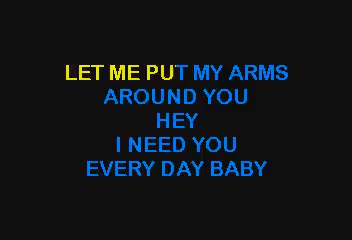 LET ME PUT MY ARMS
AROUND YOU
HEY
I NEED YOU
EVERY DAY BABY